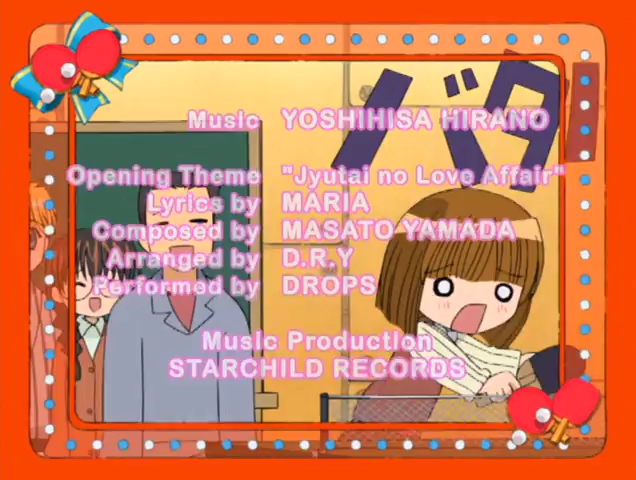 バタ
Music YOSHIHISA HIRANO
Opening Theme "Jyutai no Love Affair"
Lyrics by MARIA
Composed by MASATO YAMADA
Arranged by D.R.Y
Performed by DROPS
Music Production
STARCHILD RECORDS